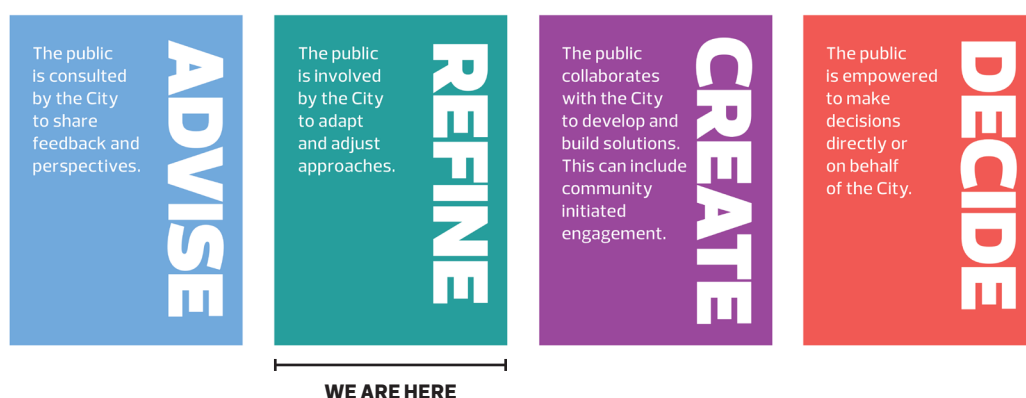 The public
is consulted
by the City
to share
feedback and
perspectives.
ADVISE
The public
is involved
by the City
to adapt
and adjust
approaches.
REFINE
The public
collaborates
with the City
to develop and
build solutions.
This can include
community
initiated
engagement.
CREATE
The public
is empowered
to make
decisions
directly or
on behalf
of the City.
DECIDE
WE ARE HERE